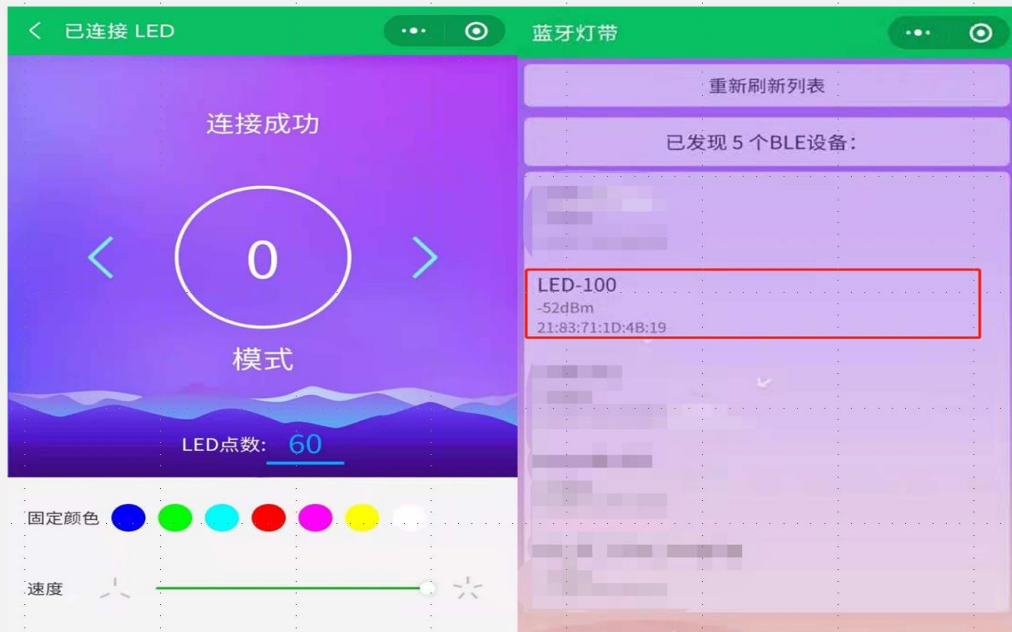 已连接 LED
连接成功
0
模式
LED点数: 60
固定颜色
速度
蓝牙灯带
重新刷新列表
已发现 5 个BLE设备:
LED-100
-52dBm
21:83:71:1D:4B:19